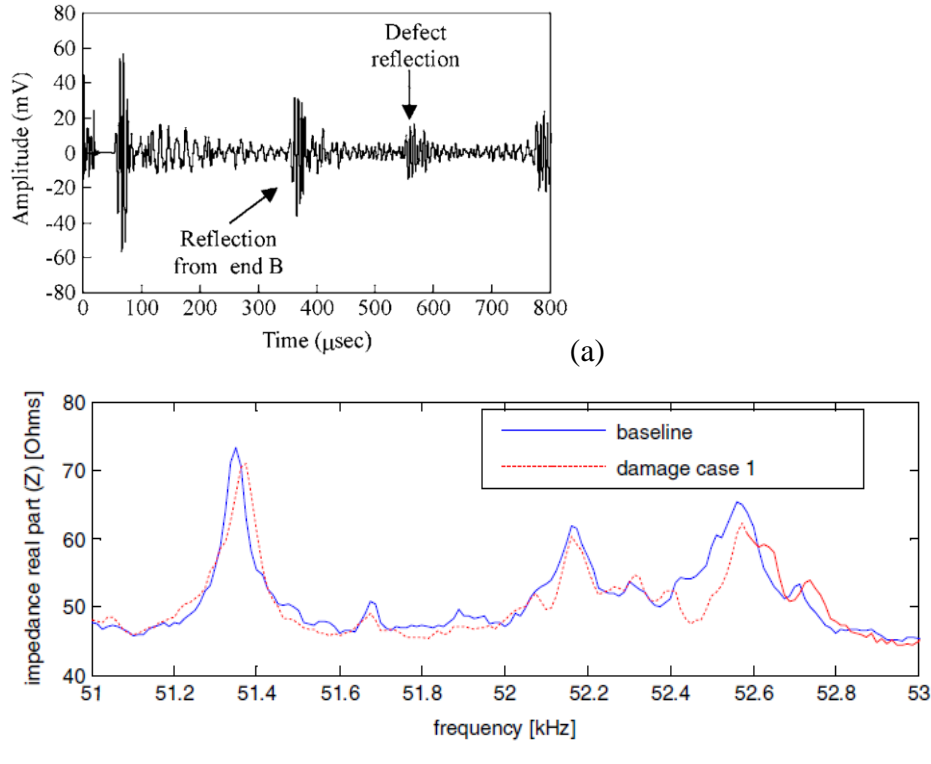 80
60
40
20
0
-20
-40
-60
-80
Amplitude (mV)
Defect
reflection
Reflection
from end B
0 100 200 300 400 500 600 700 800
Time (μsec)
(a)
80
70
60
50
40
impedance real part (Z) [Ohms]
baseline
damage case 1
51 51.2 51.4 51.6 51.8 52 52.2 52.4 52.6 52.8 53
frequency [kHz]